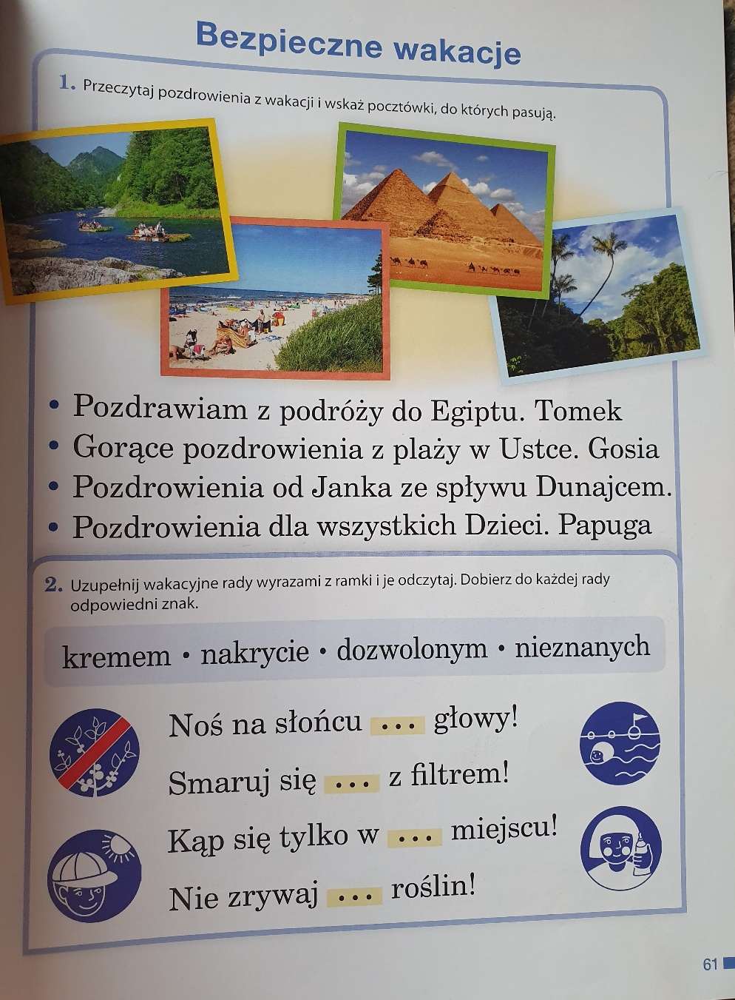 Bezpieczne wakacje
1. Przeczytaj pozdrowienia z wakacji i wskaż pocztówki, do których pasują.
• Pozdrawiam z podróży do Egiptu. Tomek
• Gorące pozdrowienia z plaży w Ustce. Gosia
• Pozdrowienia od Janka ze spływu Dunajcem.
• Pozdrowienia dla wszystkich Dzieci. Papuga
2. Uzupełnij wakacyjne rady wyrazami z ramki i je odczytaj. Dobierz do każdej rady
odpowiedni znak.
kremem • nakrycie • dozwolonym • nieznanych
Noś na słońcu ... głowy!
Smaruj się ... z filtrem!
Kąp się tylko w ... miejscu!
Nie zrywaj ... roślin!
61